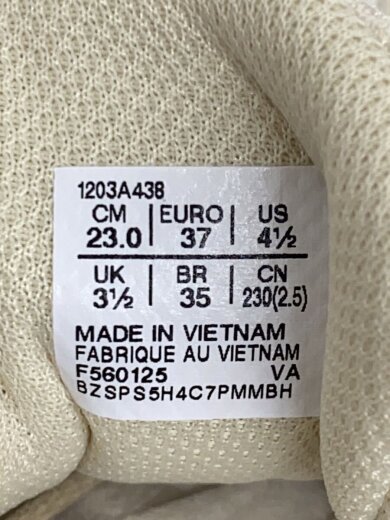 1203A438
CM EURO US
23.0 37 4½
UK BR CN
3½ 35 230(2.5)
MADE IN VIETNAM
FABRIQUE AU VIETNAM
F560125 VA
BZSPS5H4C7PMMBH